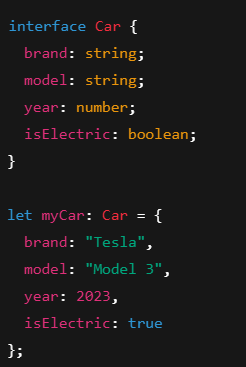 interface Car {
  brand: string;
  model: string;
  year: number;
  isElectric: boolean;
}

let myCar: Car = {
  brand: "Tesla",
  model: "Model 3",
  year: 2023,
  isElectric: true
};